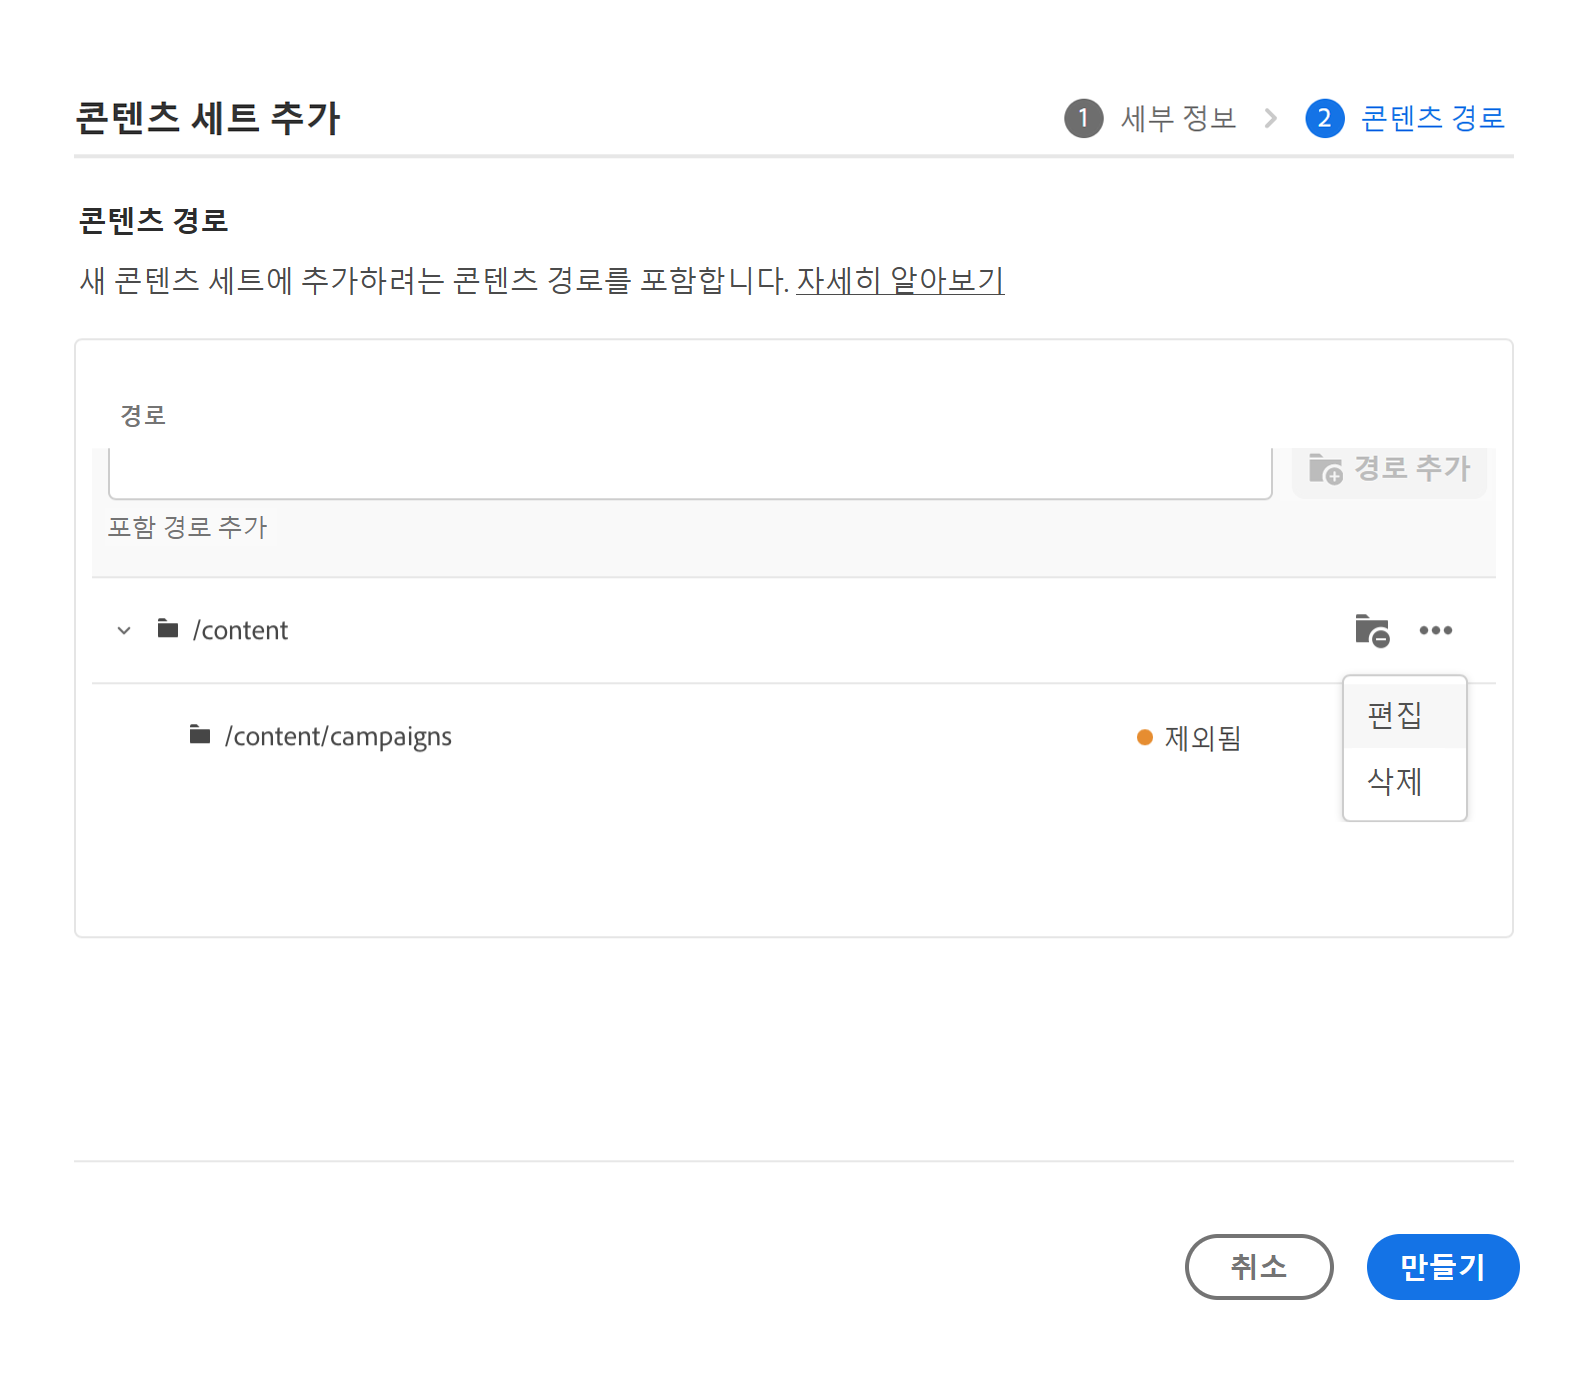 콘텐츠 세트 추가
1 세부 정보 > 2 콘텐츠 경로
콘텐츠 경로
새 콘텐츠 세트에 추가하려는 콘텐츠 경로를 포함합니다. 자세히 알아보기
경로
경로 추가
포함 경로 추가
/content
편집
/content/campaigns 제외됨
삭제
취소 만들기